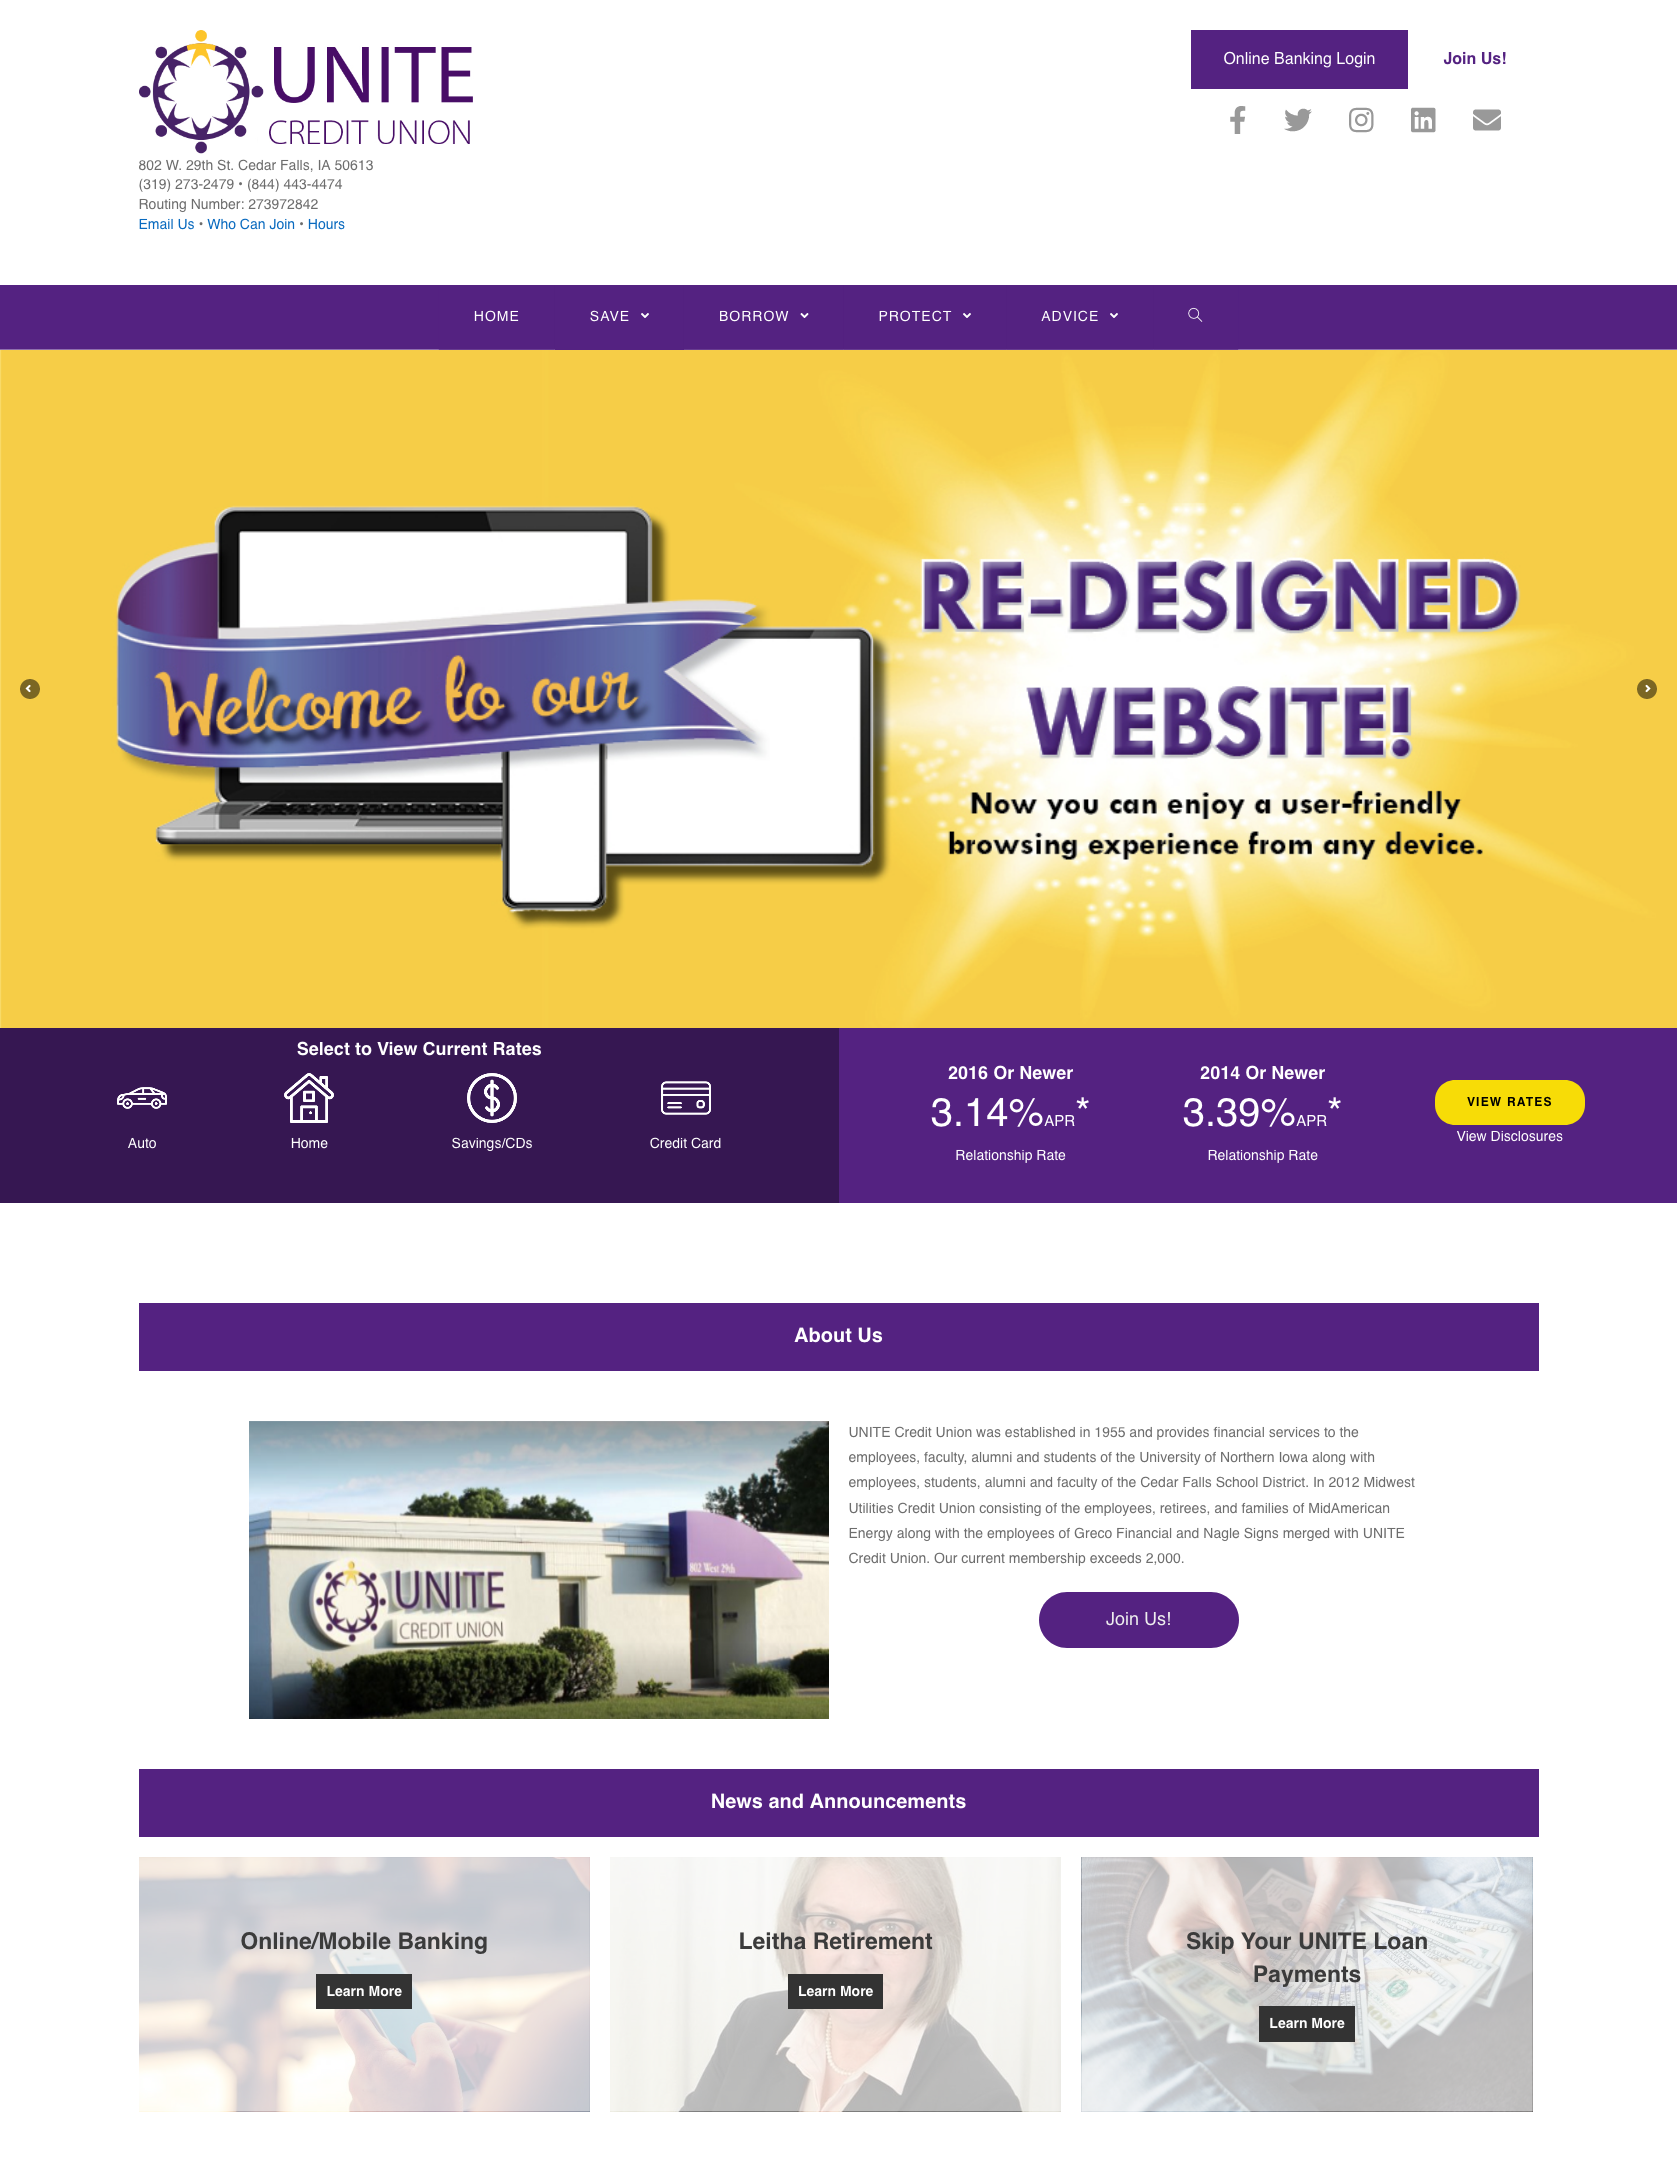 UNITE
CREDIT UNION
802 W. 29th St. Cedar Falls, IA 50613
(319) 273-2479 • (844) 443-4474
Routing Number: 273972842
Email Us • Who Can Join • Hours
Online Banking Login
Join Us!
HOME
SAVE
BORROW
PROTECT
ADVICE
Welcome to our
RE-DESIGNED
WEBSITE!
Now you can enjoy a user-friendly
browsing experience from any device.
Select to View Current Rates
Auto
Home
Savings/CDs
Credit Card
2016 Or Newer
3.14%APR*
Relationship Rate
2014 Or Newer
3.39%APR*
Relationship Rate
VIEW RATES
View Disclosures
About Us
802 West 29th
UNITE
CREDIT UNION
UNITE Credit Union was established in 1955 and provides financial services to the
employees, faculty, alumni and students of the University of Northern Iowa along with
employees, students, alumni and faculty of the Cedar Falls School District. In 2012 Midwest
Utilities Credit Union consisting of the employees, retirees, and families of MidAmerican
Energy along with the employees of Greco Financial and Nagle Signs merged with UNITE
Credit Union. Our current membership exceeds 2,000.
Join Us!
News and Announcements
Online/Mobile Banking
Learn More
Leitha Retirement
Learn More
Skip Your UNITE Loan
Payments
Learn More